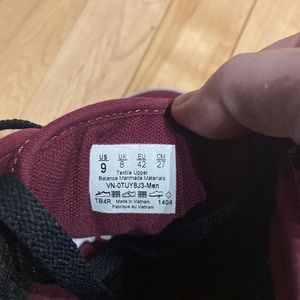 US UK EU CM
9 8 42 27
Textile Upper
Balance Manmade Materials
VN-0TUY8J3-Men
TB4R Made in Vietnam 1404
Fabriqué au Vietnam